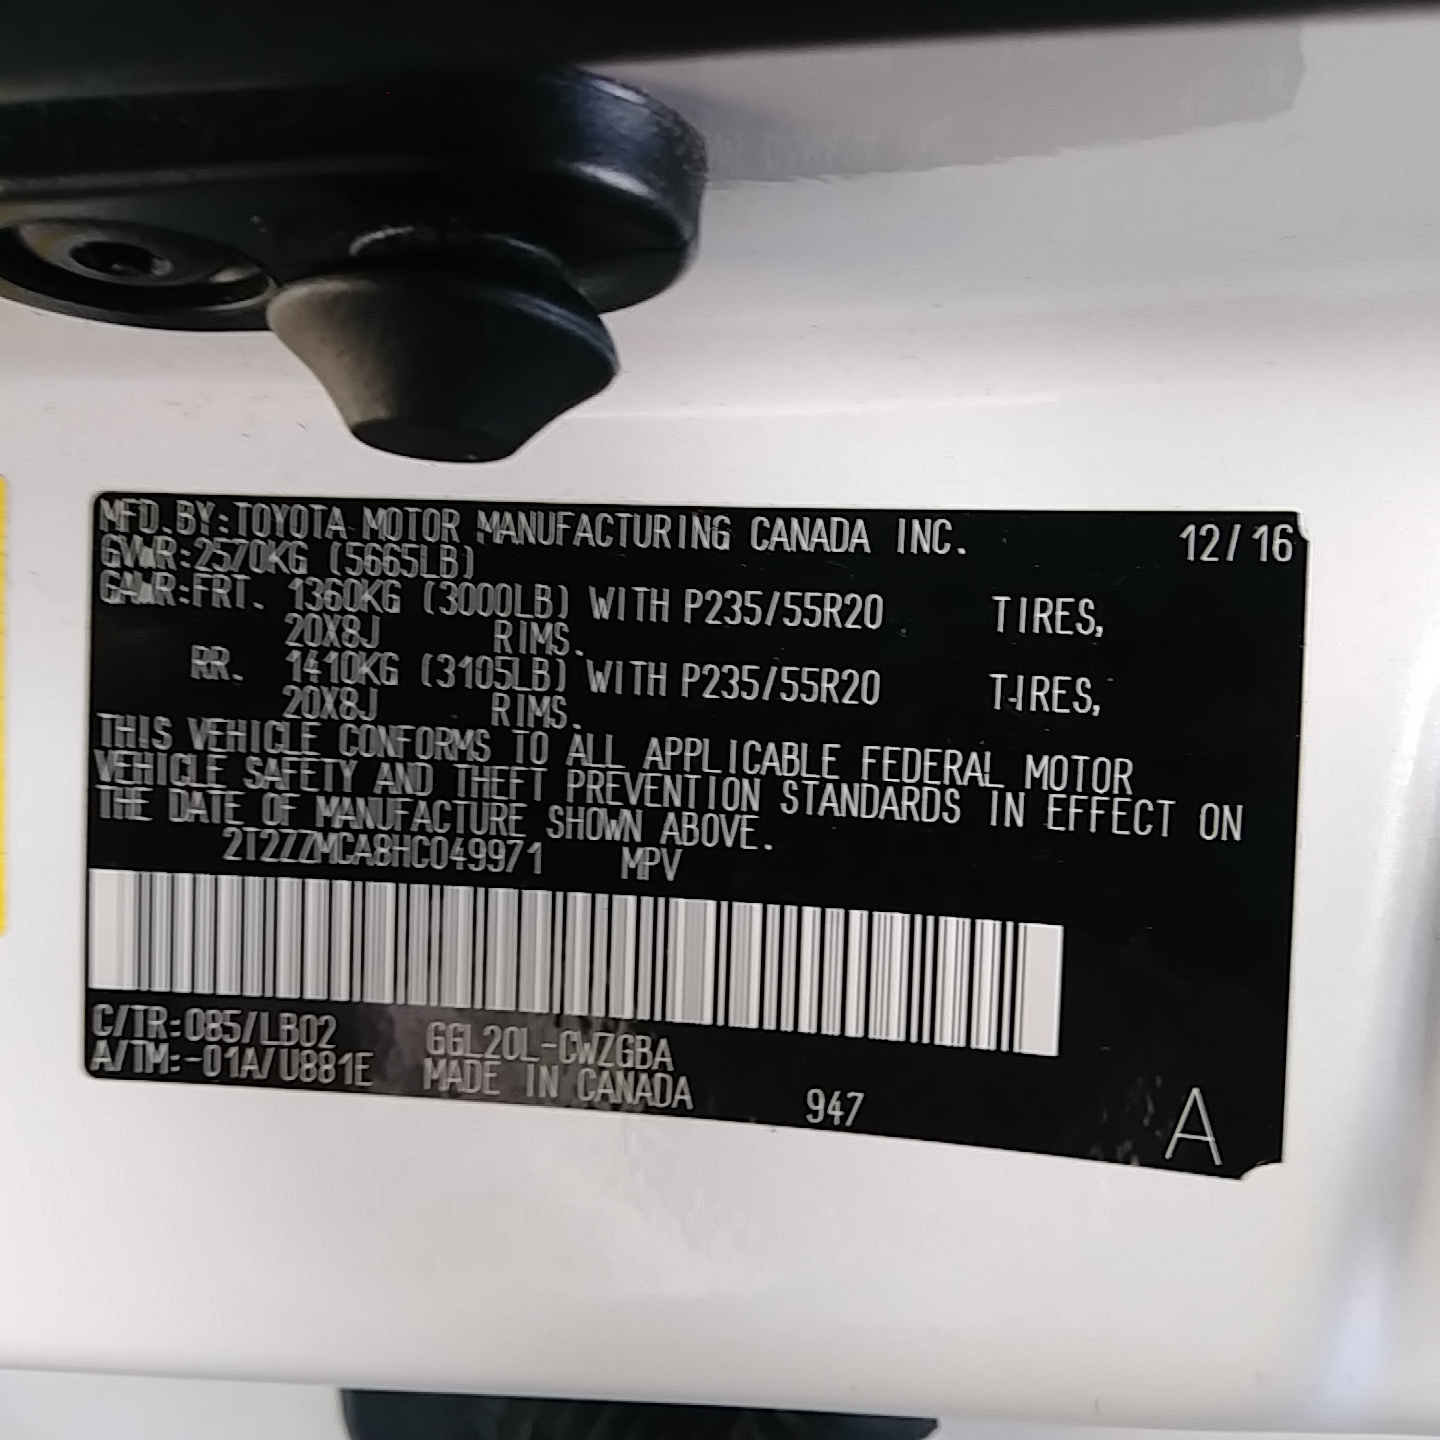 MFD. BY: TOYOTA MOTOR MANUFACTURING CANADA INC. 12/16
GVWR: 2570KG (5665LB)
GAWR: FRT. 1360KG (3000LB) WITH P235/55R20 TIRES,
20X8J RIMS.
RR. 1410KG (3105LB) WITH P235/55R20 TIRES,
20X8J RIMS.
THIS VEHICLE CONFORMS TO ALL APPLICABLE FEDERAL MOTOR
VEHICLE SAFETY AND THEFT PREVENTION STANDARDS IN EFFECT ON
THE DATE OF MANUFACTURE SHOWN ABOVE.
2T2ZZMCA8HC049971 MPV
C/TR: 085/LB02 GGL20L-CWZGBA
A/TM: -01A/U881E MADE IN CANADA 947 A